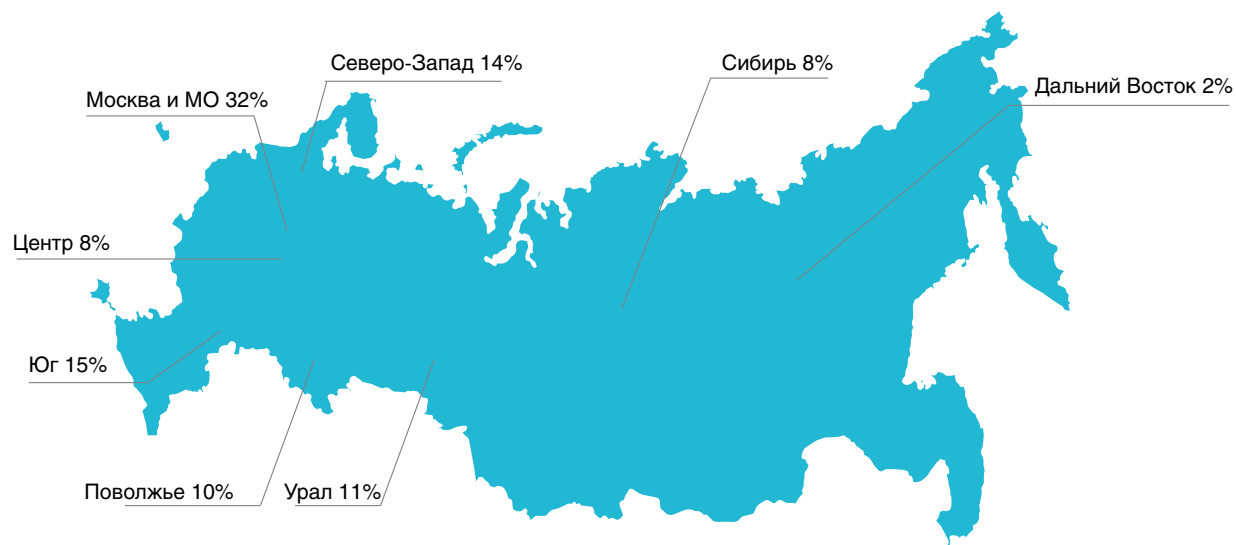 Северо-Запад 14%
Сибирь 8%
Дальний Восток 2%
Москва и МО 32%
Центр 8%
Юг 15%
Поволжье 10%
Урал 11%